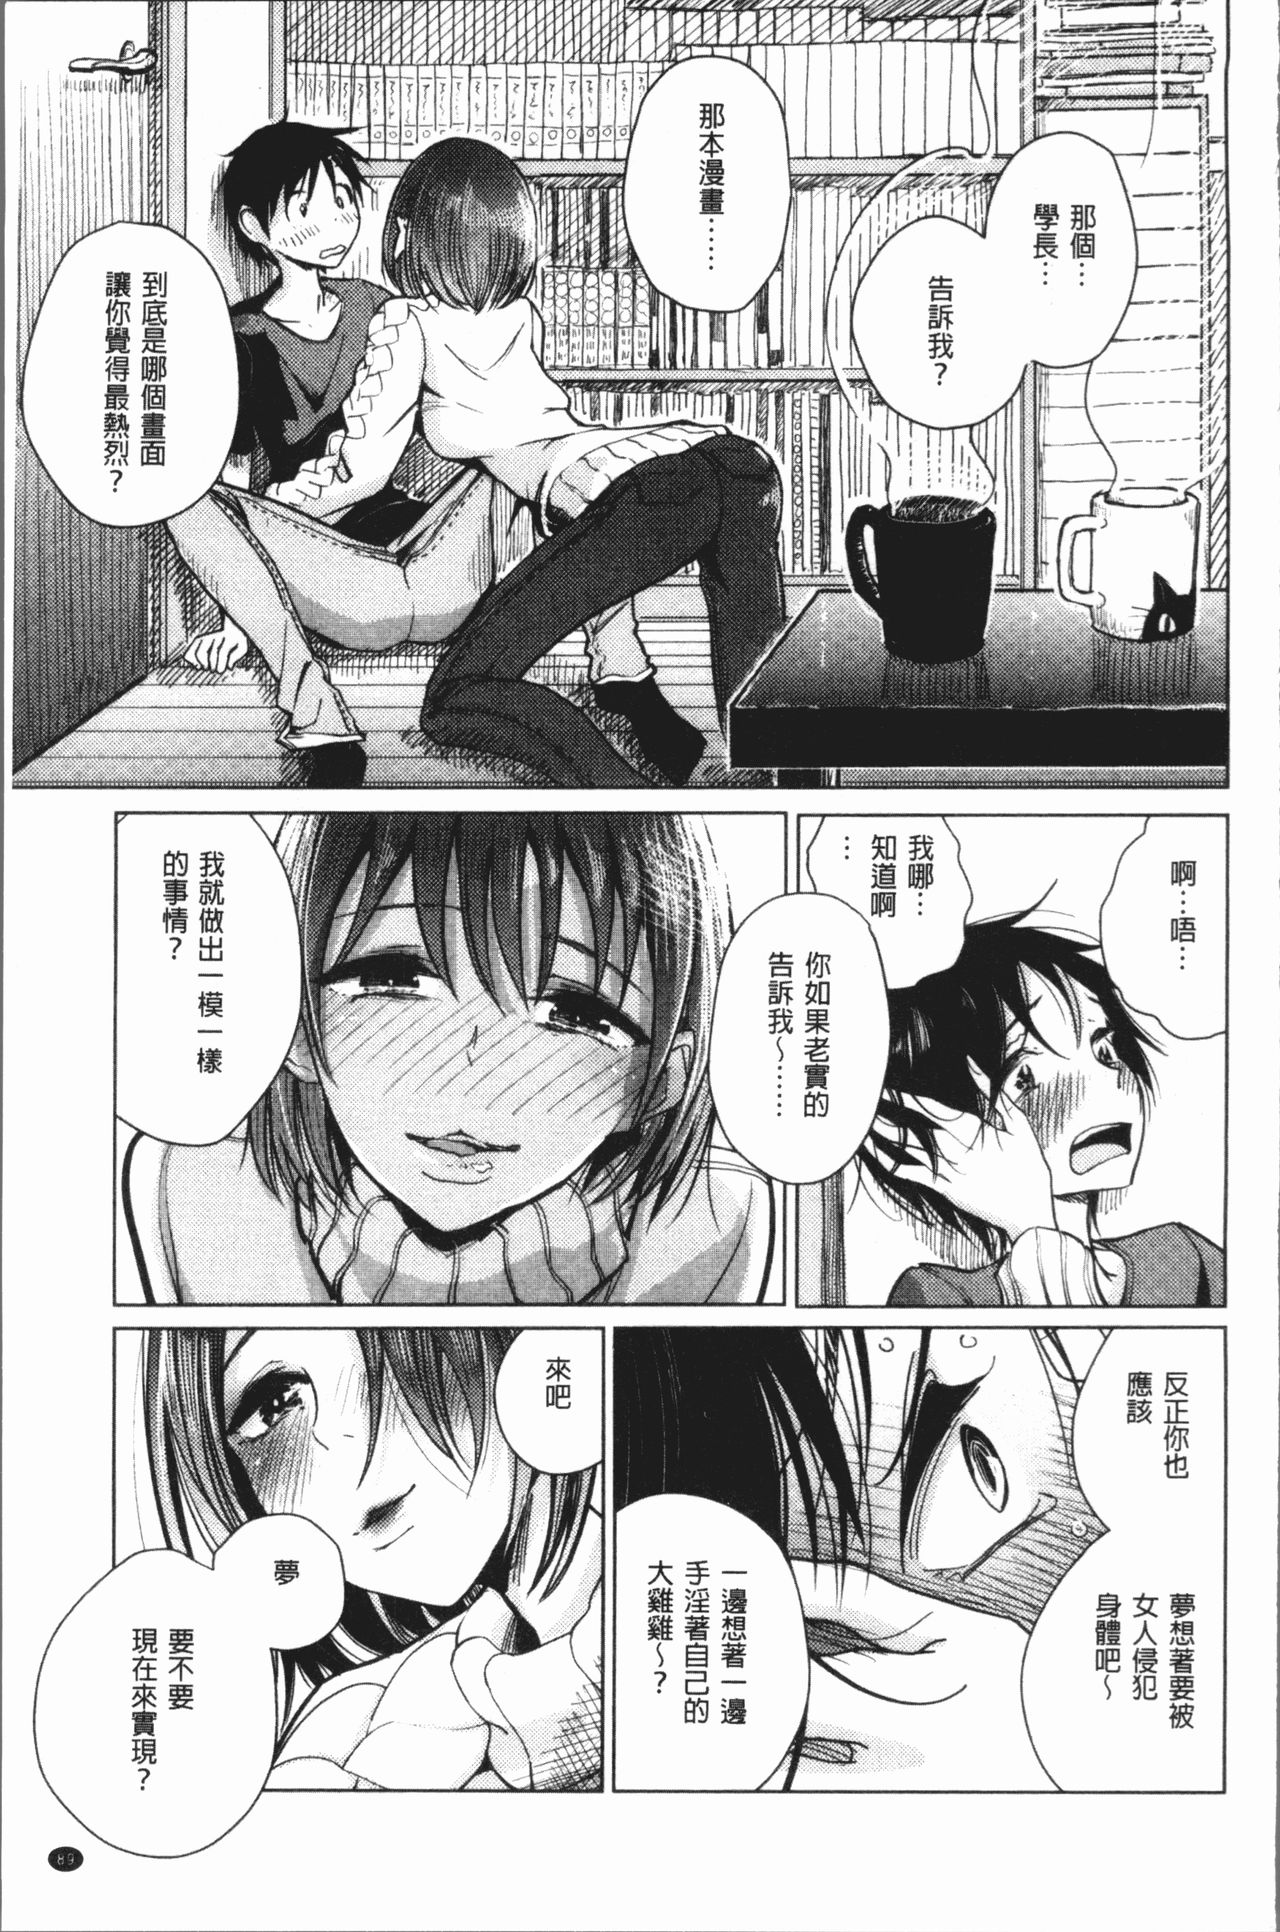 那個…
學長…
告訴我?
那本漫畫……
到底是哪個畫面
讓你覺得最熱烈?
啊…唔…
我哪…
知道啊
…
你如果老實的
告訴我～……
我就做出一模一樣
的事情?
反正你也
應該
夢想著要被
女人侵犯
身體吧～
一邊想著一邊
手淫著自己的
大雞雞～?
來吧
夢
要不要
現在來實現?
89